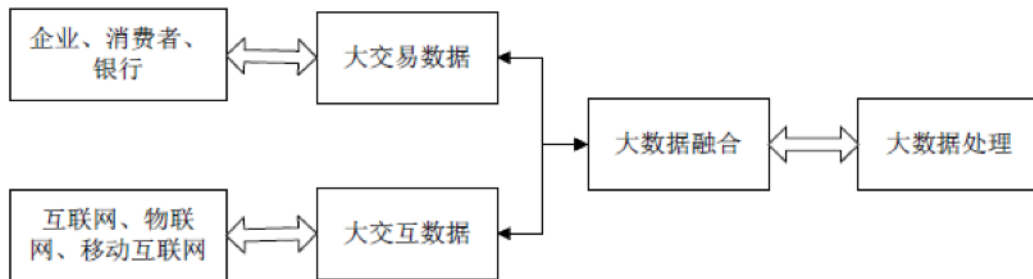 企业、消费者、
银行
大交易数据
大数据融合
大数据处理
互联网、物联
网、移动互联网
大交互数据